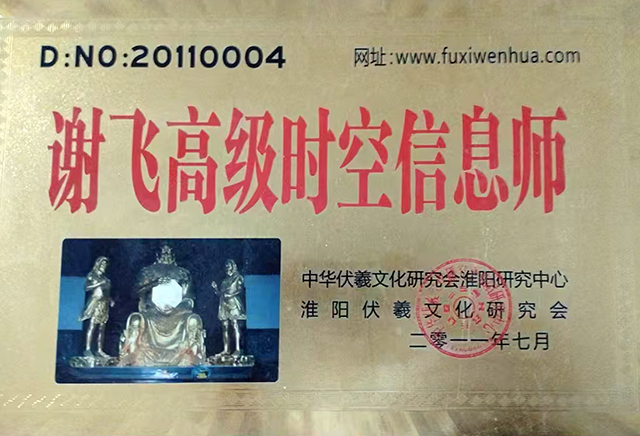 D:NO:20110004
网址:www.fuxiwenhua.com
谢飞高级时空信息师
中华伏羲文化研究会淮阳研究中心
淮阳伏羲文化研究会
二零一一年七月